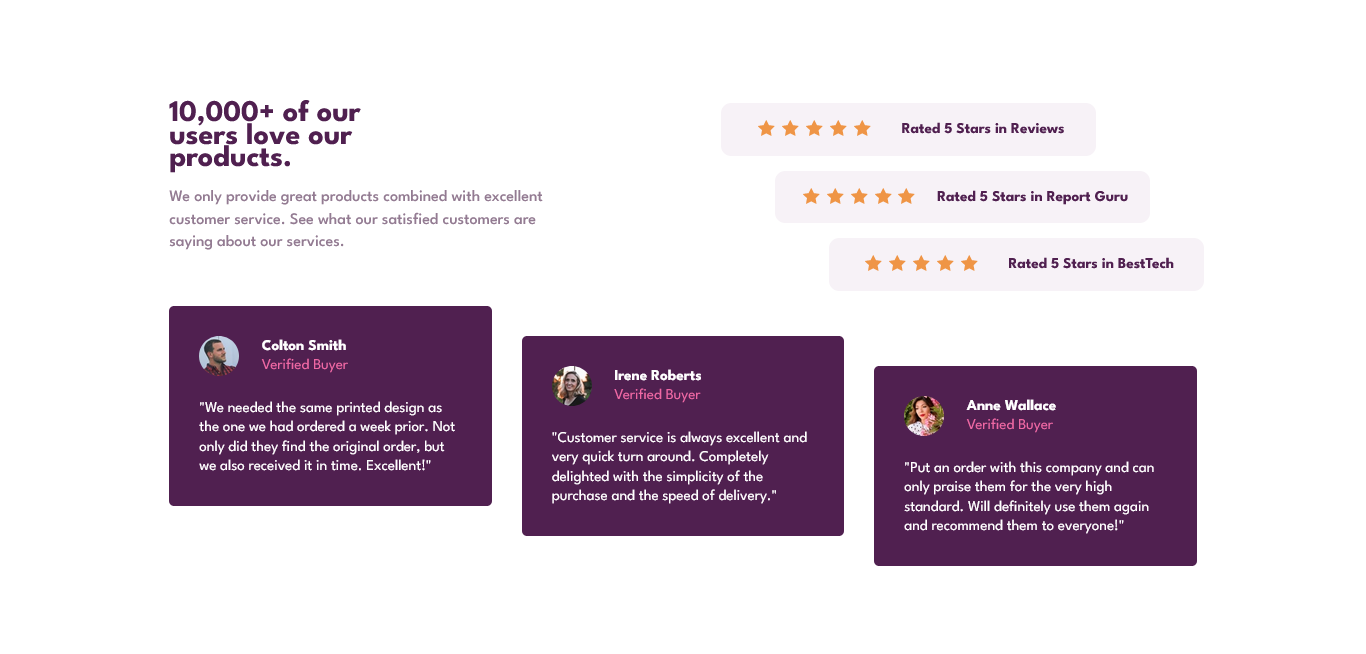 10,000+ of our
users love our
products.
We only provide great products combined with excellent
customer service. See what our satisfied customers are
saying about our services.
Rated 5 Stars in Reviews
Rated 5 Stars in Report Guru
Rated 5 Stars in BestTech
Colton Smith
Verified Buyer
"We needed the same printed design as
the one we had ordered a week prior. Not
only did they find the original order, but
we also received it in time. Excellent!"
Irene Roberts
Verified Buyer
"Customer service is always excellent and
very quick turn around. Completely
delighted with the simplicity of the
purchase and the speed of delivery."
Anne Wallace
Verified Buyer
"Put an order with this company and can
only praise them for the very high
standard. Will definitely use them again
and recommend them to everyone!"